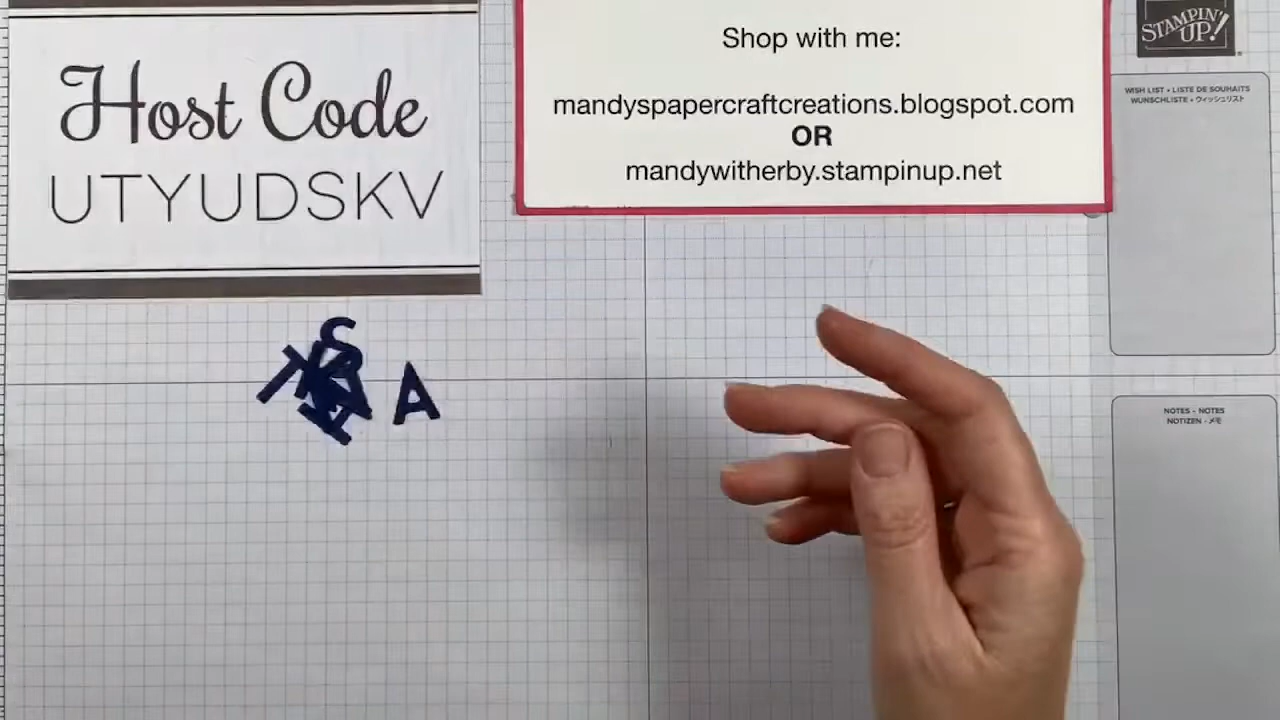 Host Code
UTYUDSKV
Shop with me:
mandyspapercraftcreations.blogspot.com
OR
mandywitherby.stampinup.net
STAMPIN' UP!
WISH LIST • LISTE DE SOUHAITS
WUNSCHLISTE • ウィッシュリスト
NOTES - NOTES
NOTIZEN - メモ
A